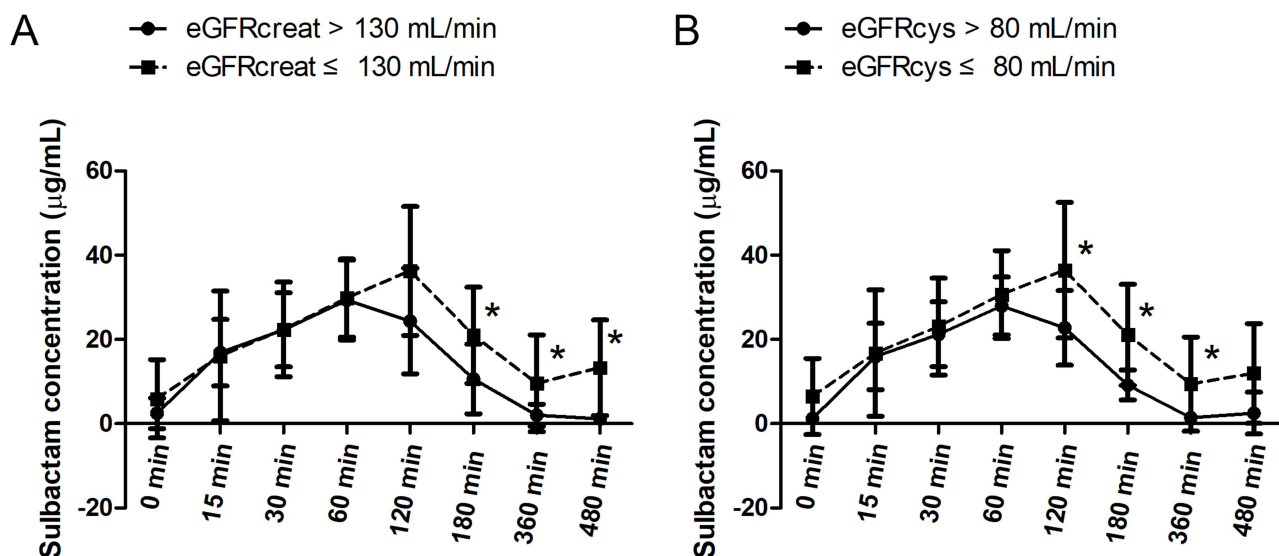 A
eGFRcreat > 130 mL/min
eGFRcreat ≤ 130 mL/min
Sulbactam concentration (µg/mL)
60
40
20
0
-20
*
*
*
0 min
15 min
30 min
60 min
120 min
180 min
360 min
480 min
B
eGFRcys > 80 mL/min
eGFRcys ≤ 80 mL/min
Sulbactam concentration (µg/mL)
60
40
20
0
-20
*
*
*
0 min
15 min
30 min
60 min
120 min
180 min
360 min
480 min